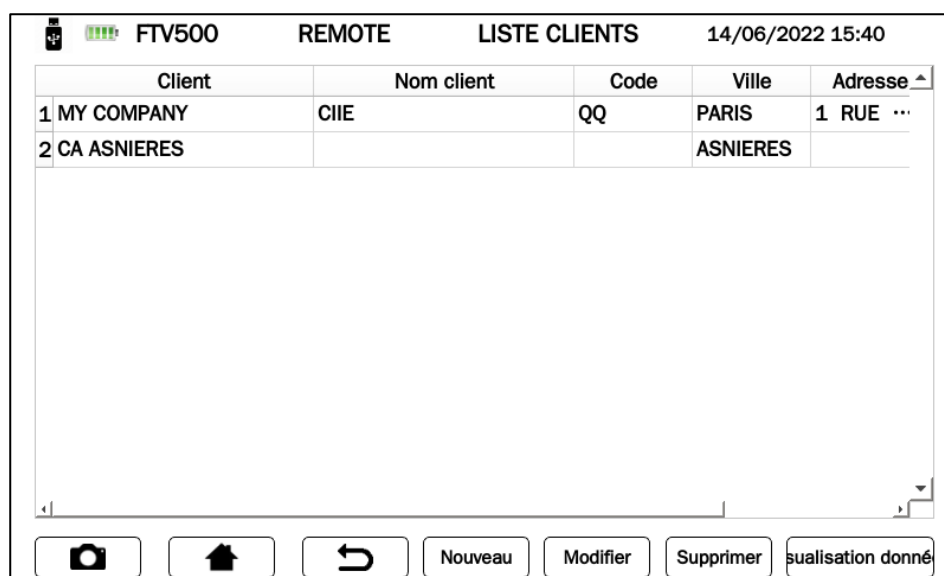 FTV500 REMOTE LISTE CLIENTS 14/06/2022 15:40
Client Nom client Code Ville Adresse
1 MY COMPANY CIIE QQ PARIS 1 RUE ...
2 CA ASNIERES ASNIERES
Nouveau Modifier Supprimer sualisation donné